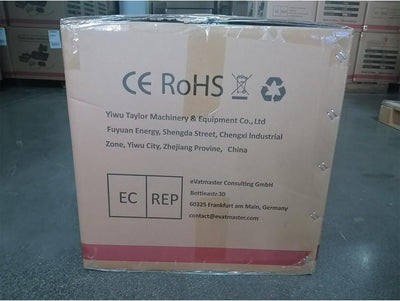 CE RoHS
Yiwu Taylor Machinery & Equipment Co.,Ltd
Fuyuan Energy, Shengda Street, Chengxi Industrial
Zone, Yiwu City, Zhejiang Provine, China
EC REP
eVatmaster Consulting GmbH
Bettinastr.30
60325 Frankfurt am Main, Germany
contact@evatmaster.com